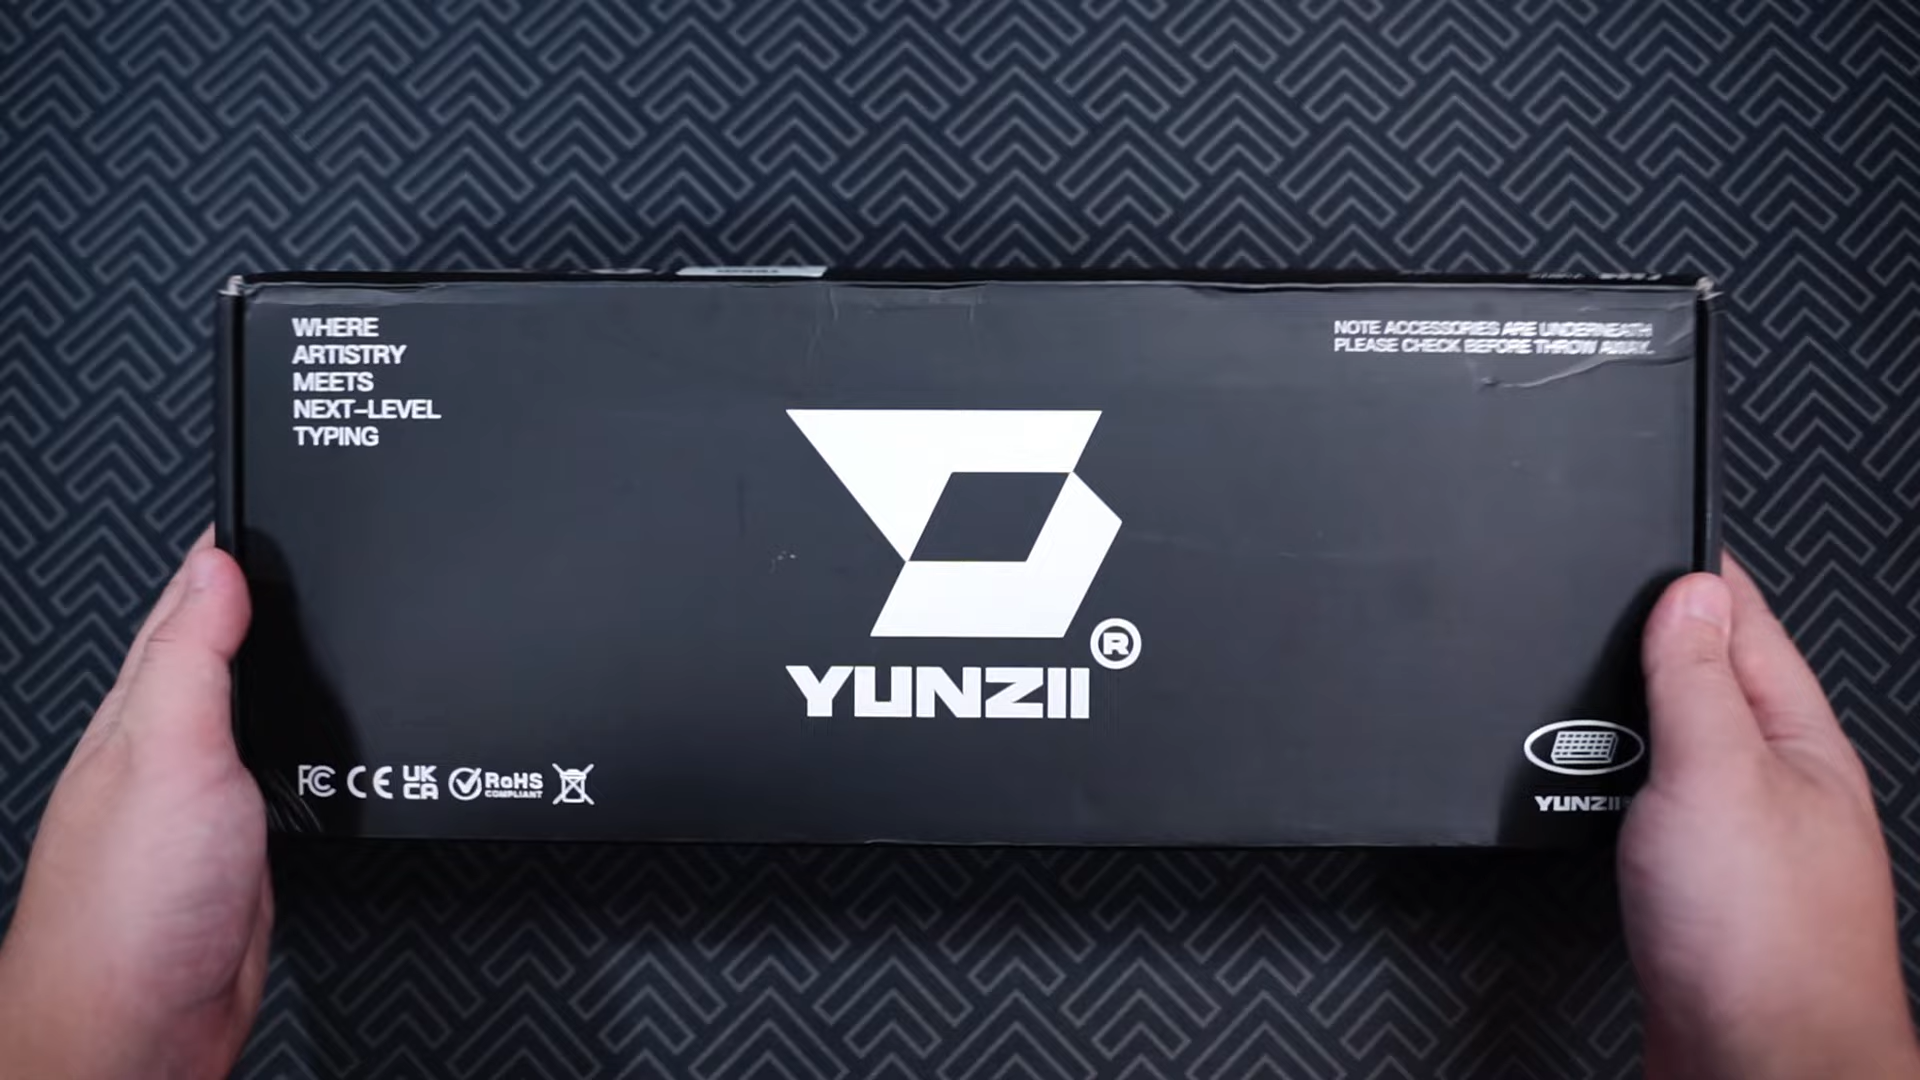 WHERE
ARTISTRY
MEETS
NEXT-LEVEL
TYPING
NOTE ACCESSORIES ARE UNDERNEATH
PLEASE CHECK BEFORE THROW AWAY.
YUNZII®
FC CE UK
CA
RoHS
COMPLIANT
YUNZII